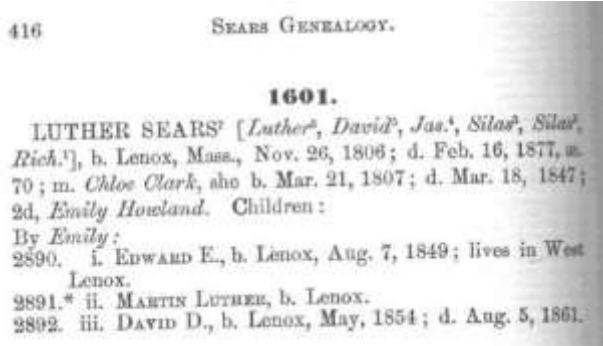 416 SEARS GENEALOGY.
1601.
LUTHER SEARS⁷ [Luther⁶, David⁵, Jas.⁴, Silas³, Silas²,
Rich.¹], b. Lenox, Mass., Nov. 26, 1806; d. Feb. 16, 1877, æ.
70; m. Chloe Clark, sho b. Mar. 21, 1807; d. Mar. 18, 1847;
2d, Emily Howland. Children:
By Emily:
2890. i. EDWARD E., b. Lenox, Aug. 7, 1849; lives in West
Lenox.
2891.* ii. MARTIN LUTHER, b. Lenox.
2892. iii. DAVID D., b. Lenox, May, 1854; d. Aug. 5, 1861.